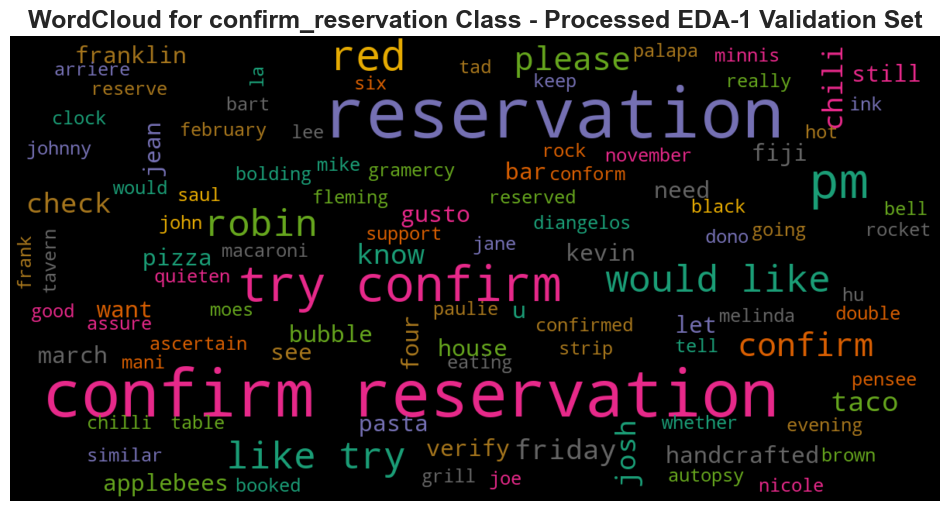 WordCloud for confirm_reservation Class - Processed EDA-1 Validation Set
franklin
red
please
palapa
minnis
arriere
la
six
tad
keep
really
chili
still
reserve
bart
reservation
ink
clock
jean
february
lee
hot
johnny
rock
november
fiji
bolding
mike
gramercy
bar
conform
need
pm
would
saul
fleming
reserved
black
bell
check
john
robin
gusto
diangelos
going
rocket
support
jane
dono
frank
tavern
pizza
macaroni
know
kevin
quieten
try confirm
would like
hu
good
want
moes
paulie
u
let
melinda
double
assure
bubble
four
confirmed
march
ascertain
see
house
strip
tell
confirm
mani
eating
confirm reservation
pensee
taco
chilli
table
pasta
josh
whether
evening
similar
like try
verify
friday
handcrafted
brown
applebees
booked
grill
joe
autopsy
nicole